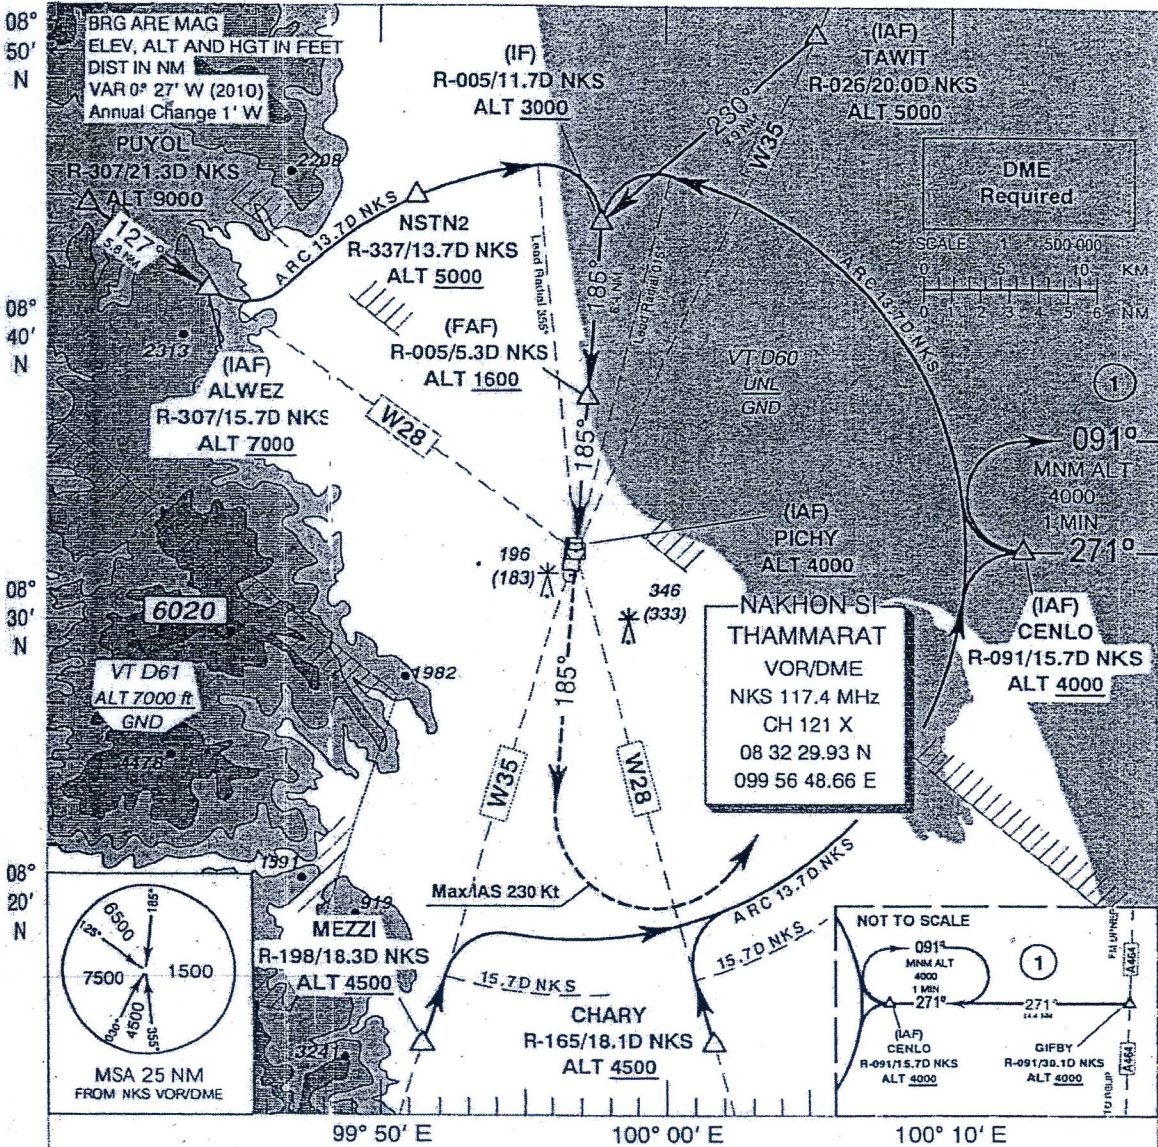 BRG ARE MAG
ELEV, ALT AND HGT IN FEET
DIST IN NM
VAR 0° 27' W (2010)
Annual Change 1' W
08°
50'
N
08°
40'
N
08°
30'
N
08°
20'
N
PUYOL
R-307/21.3D NKS
ALT 9000
127°
2208
(IF)
R-005/11.7D NKS
ALT 3000
(IAF)
TAWIT
R-026/20.0D NKS
ALT 5000
230°
W35
DME
Required
SCALE 1 500 000
0 5 10 KM
0 1 2 3 4 5 6 NM
ARC 13.7D NKS
NSTN2
R-337/13.7D NKS
ALT 5000
Lead Radial 355°
185°
Lead Radial 015°
ARC 13.7D NKS
2313
(IAF)
ALWEZ
R-307/15.7D NKS
ALT 7000
(FAF)
R-005/5.3D NKS
ALT 1600
VT D60
UNL
GND
1
W28
185°
091°
MNM ALT
4000
1 MIN
271°
(IAF)
PICHY
ALT 4000
196
(183)
346
(333)
(IAF)
CENLO
R-091/15.7D NKS
ALT 4000
6020
VT D61
ALT 7000 ft
GND
1982
4178
185°
NAKHON SI
THAMMARAT
VOR/DME
NKS 117.4 MHz
CH 121 X
08 32 29.93 N
099 56 48.66 E
W35
W28
1391
919
Max IAS 230 Kt
ARC 13.7D NKS
MEZZI
R-198/18.3D NKS
ALT 4500
15.7D NKS
15.7D NKS
CHARY
R-165/18.1D NKS
ALT 4500
3241
6500
125°
185°
7500
1500
030°
4500
355°
MSA 25 NM
FROM NKS VOR/DME
NOT TO SCALE
091°
MNM ALT
4000
1 MIN
271°
1
271°
(IAF)
CENLO
R-091/15.7D NKS
ALT 4000
GIFBY
R-091/30.1D NKS
ALT 4000
A464
A464
99° 50' E
100° 00' E
100° 10' E